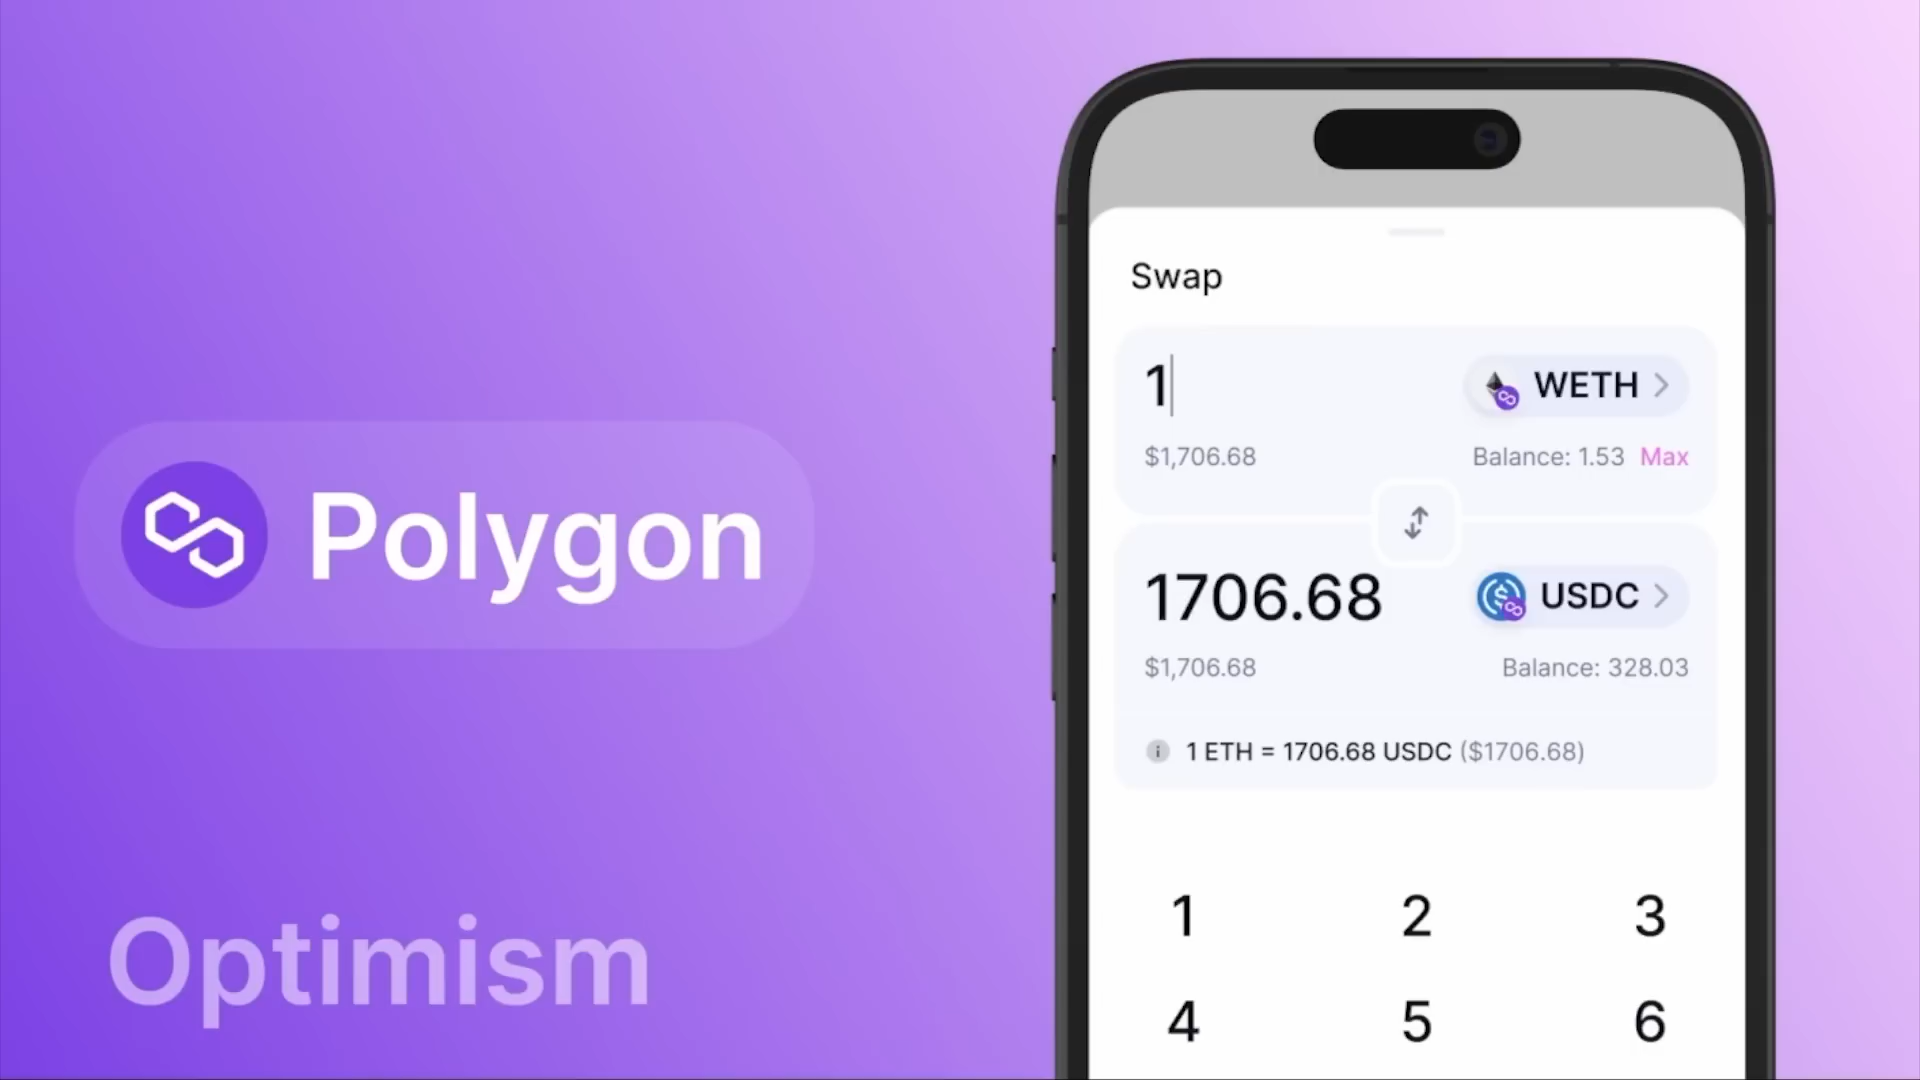 Polygon
Optimism
Swap
1
WETH
$1,706.68
Balance: 1.53 Max
1706.68
USDC
$1,706.68
Balance: 328.03
1 ETH = 1706.68 USDC ($1706.68)
1 2 3
4 5 6